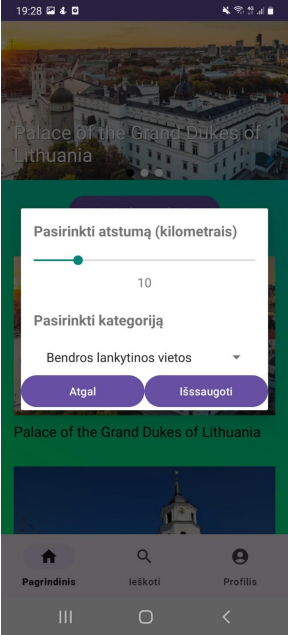 19:28
Palace of the Grand Dukes of
Lithuania
Pasirinkti atstumą (kilometrais)
10
Pasirinkti kategoriją
Bendros lankytinos vietos
Atgal
Išssaugoti
Palace of the Grand Dukes of Lithuania
Pagrindinis
Ieškoti
Profilis